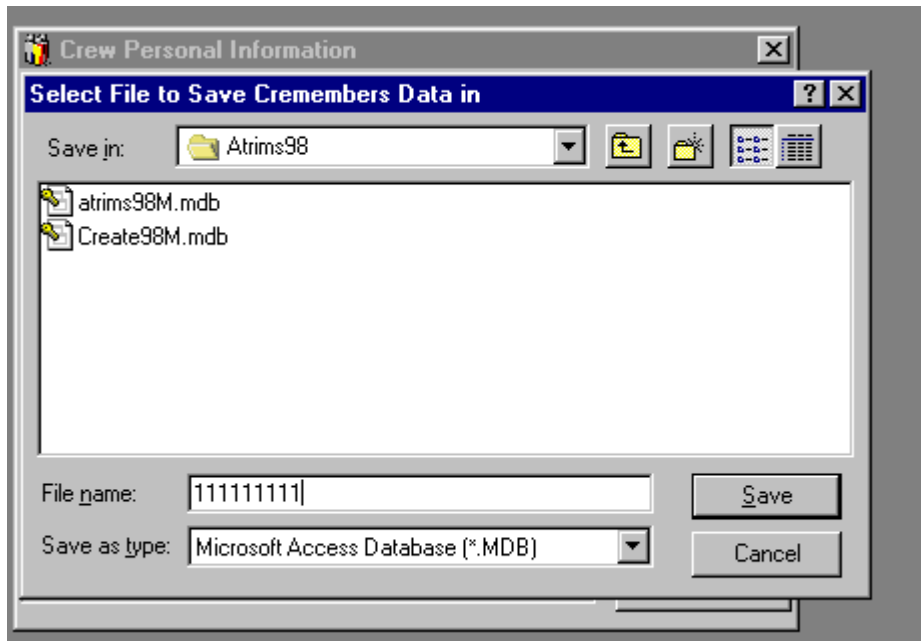 Crew Personal Information
Select File to Save Cremembers Data in
Save in: Atrims98
atrims98M.mdb
Create98M.mdb
File name: 111111111 Save
Save as type: Microsoft Access Database (*.MDB) Cancel